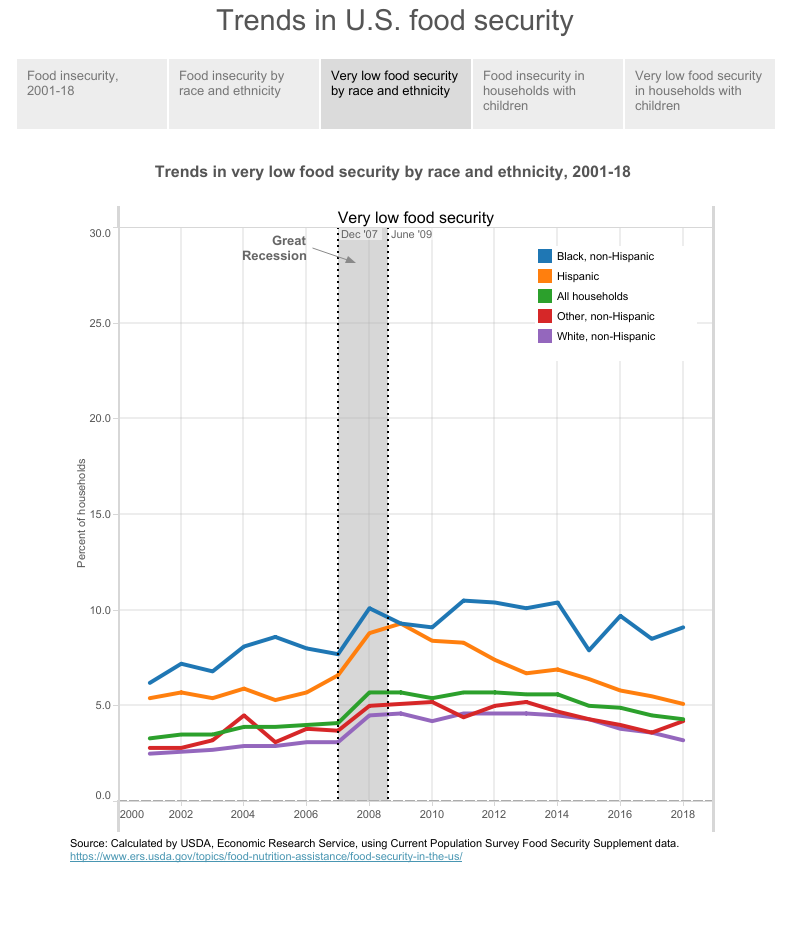 Trends in U.S. food security
Food insecurity,
2001-18
Food insecurity by
race and ethnicity
Very low food security
by race and ethnicity
Food insecurity in
households with
children
Very low food security
in households with
children
Trends in very low food security by race and ethnicity, 2001-18
Very low food security
Dec '07
June '09
Great
Recession
Black, non-Hispanic
Hispanic
All households
Other, non-Hispanic
White, non-Hispanic
Percent of households
30.0
25.0
20.0
15.0
10.0
5.0
0.0
2000 2002 2004 2006 2008 2010 2012 2014 2016 2018
Source: Calculated by USDA, Economic Research Service, using Current Population Survey Food Security Supplement data.
https://www.ers.usda.gov/topics/food-nutrition-assistance/food-security-in-the-us/